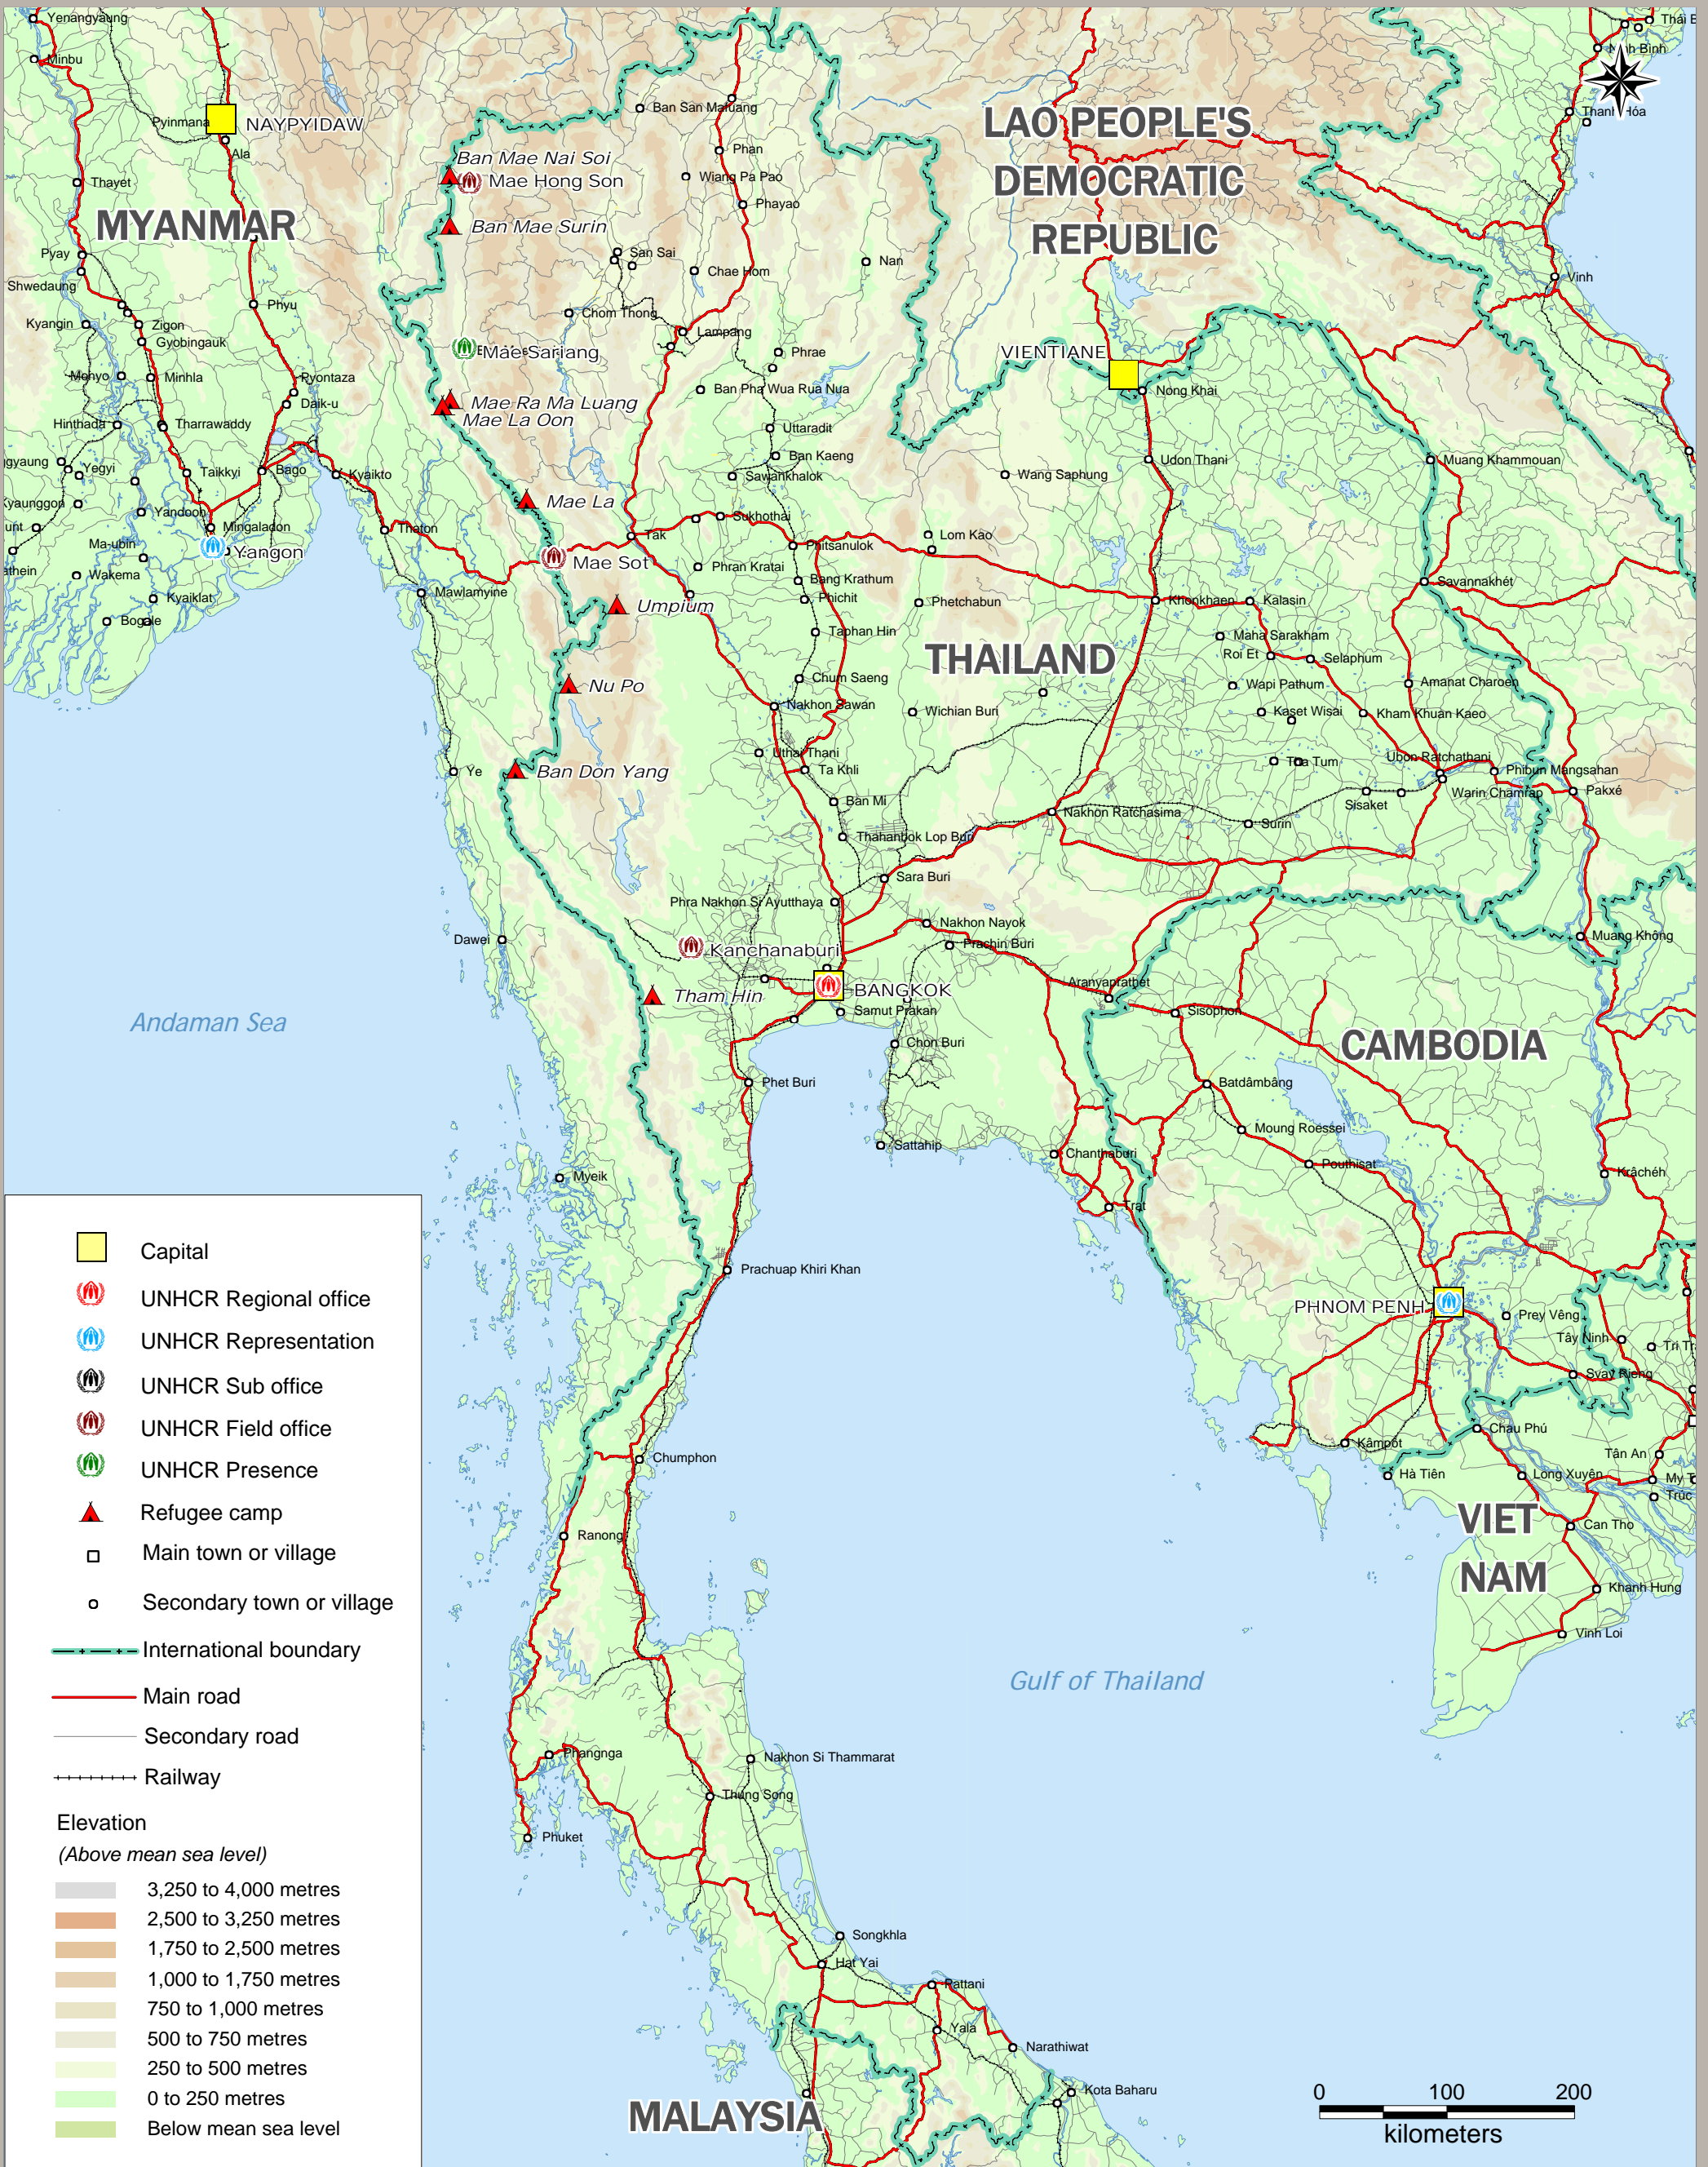 Yenangyaung
Minbu
Pyinmana
NAYPYIDAW
Ala
Thayet
MYANMAR
Pyay
Shwedaung
Kyangin
Zigon
Gyobingauk
Phyu
Monyo
Minhla
Pyontaza
Daik-u
Hinthada
Tharrawaddy
Yegyi
Taikkyi
Bago
Kyaikto
Yandoon
Mingaladon
Ma-ubin
Yangon
Thaton
Wakema
Kyaiklat
Mawlamyine
Bogale
Ye
Dawei
Myeik
Andaman Sea
Ban San Maluang
Ban Mae Nai Soi
Mae Hong Son
Phan
Wiang Pa Pao
Phayao
Ban Mae Surin
San Sai
Chae Hom
Nan
Chom Thong
Lampang
Mae Sariang
Phrae
Ban Pha Wua Rua Nua
Mae Ra Ma Luang
Mae La Oon
Uttaradit
Ban Kaeng
Sawankhalok
Mae La
Sukhothai
Tak
Phitsanulok
Lom Kao
Mae Sot
Phran Kratai
Bang Krathum
Phichit
Phetchabun
Umpium
Taphan Hin
Nu Po
Chum Saeng
Nakhon Sawan
Wichian Buri
Uthai Thani
Ta Khli
Ban Don Yang
Ban Mi
Thahanbok Lop Buri
Sara Buri
Phra Nakhon Si Ayutthaya
Nakhon Nayok
Kanchanaburi
Prachin Buri
Tham Hin
BANGKOK
Samut Prakan
Chon Buri
Phet Buri
Sattahip
Aranyaprathet
Chanthaburi
Trat
Prachuap Khiri Khan
Chumphon
Ranong
Phangnga
Phuket
Nakhon Si Thammarat
Thung Song
Songkhla
Hat Yai
Pattani
Yala
Narathiwat
Kota Baharu
MALAYSIA
Gulf of Thailand
THAILAND
LAO PEOPLE'S
DEMOCRATIC
REPUBLIC
VIENTIANE
Nong Khai
Udon Thani
Wang Saphung
Muang Khammouan
Savannakhét
Khonkhaen
Kalasin
Maha Sarakham
Roi Et
Selaphum
Wapi Pathum
Amanat Charoen
Kaset Wisai
Kham Khuan Kaeo
Ubon Ratchathani
Phibun Mangsahan
Warin Chamrap
Pakxé
Sisaket
Surin
Nakhon Ratchasima
Muang Không
Thanh Hóa
Vinh
CAMBODIA
Sisophon
Batdâmbâng
Moung Roessei
Pouthisat
Krâchéh
PHNOM PENH
Prey Vêng
Tây Ninh
Svay Rieng
Kâmpôt
Chau Phú
Hà Tiên
Tân An
Long Xuyên
Can Tho
Khanh Hung
Vinh Loi
VIET
NAM
Capital
UNHCR Regional office
UNHCR Representation
UNHCR Sub office
UNHCR Field office
UNHCR Presence
Refugee camp
Main town or village
Secondary town or village
International boundary
Main road
Secondary road
Railway
Elevation
(Above mean sea level)
3,250 to 4,000 metres
2,500 to 3,250 metres
1,750 to 2,500 metres
1,000 to 1,750 metres
750 to 1,000 metres
500 to 750 metres
250 to 500 metres
0 to 250 metres
Below mean sea level
0 100 200
kilometers